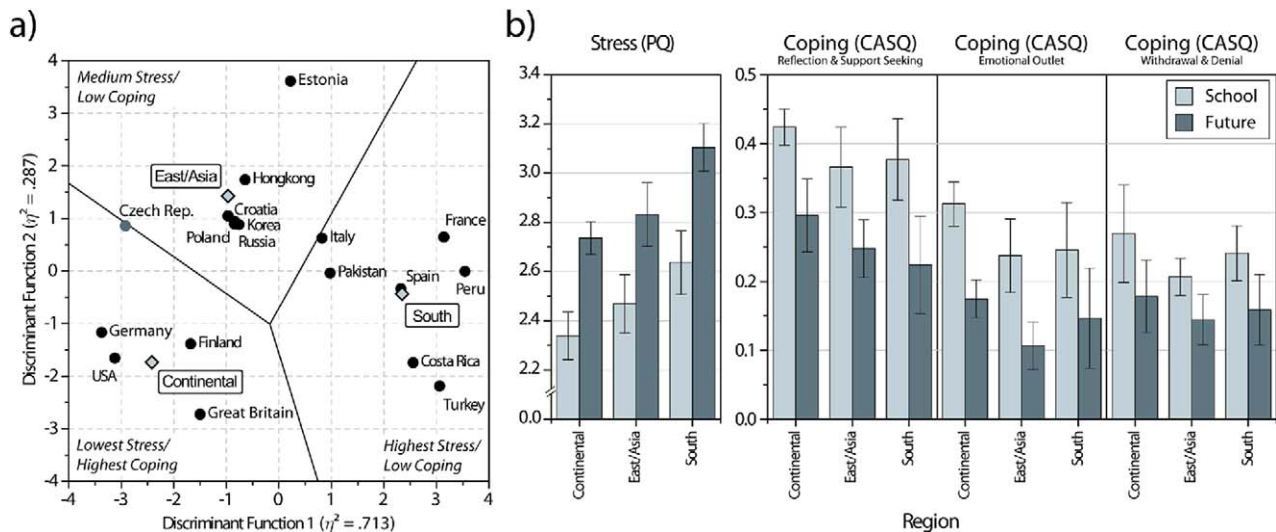 a)
4
3
2
1
0
-1
-2
-3
-4
Discriminant Function 2 (η² = .287)
-4
-3
-2
-1
0
1
2
3
4
Discriminant Function 1 (η² = .713)
Medium Stress/
Low Coping
Estonia
East/Asia
Hongkong
Czech Rep.
Croatia
Korea
Poland
Russia
Italy
France
Pakistan
Spain
Peru
South
Germany
Finland
USA
Continental
Costa Rica
Turkey
Great Britain
Lowest Stress/
Highest Coping
Highest Stress/
Low Coping
b)
Stress (PQ)
3.4
3.2
3.0
2.8
2.6
2.4
2.2
0.0
Continental
East/Asia
South
Coping (CASQ)
Reflection & Support Seeking
Coping (CASQ)
Emotional Outlet
Coping (CASQ)
Withdrawal & Denial
0.5
0.4
0.3
0.2
0.1
0.0
School
Future
Continental
East/Asia
South
Continental
East/Asia
South
Continental
East/Asia
South
Region